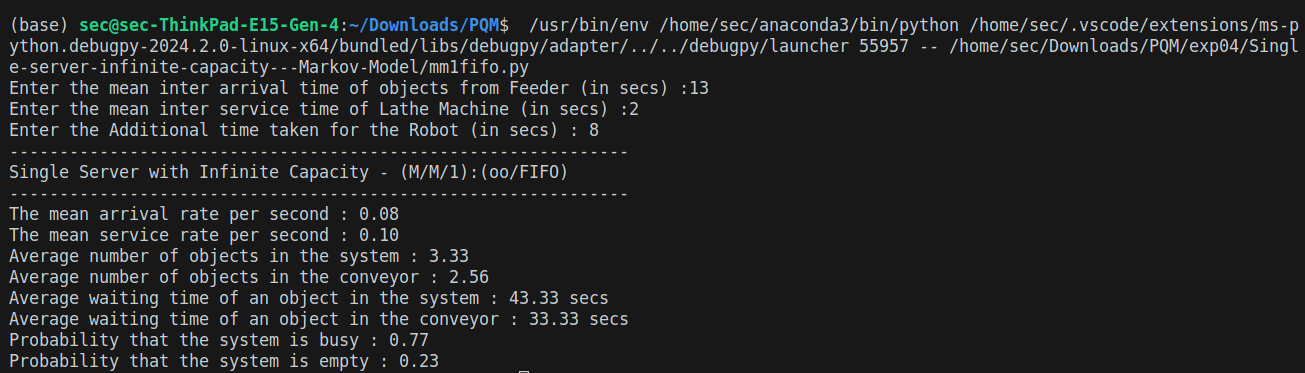 (base) sec@sec-ThinkPad-E15-Gen-4:~/Downloads/PQM$  /usr/bin/env /home/sec/anaconda3/bin/python /home/sec/.vscode/extensions/ms-p
ython.debugpy-2024.2.0-linux-x64/bundled/libs/debugpy/adapter/../../debugpy/launcher 55957 -- /home/sec/Downloads/PQM/exp04/Singl
e-server-infinite-capacity---Markov-Model/mm1fifo.py
Enter the mean inter arrival time of objects from Feeder (in secs) :13
Enter the mean inter service time of Lathe Machine (in secs) :2
Enter the Additional time taken for the Robot (in secs) : 8
--------------------------------------------------------------
Single Server with Infinite Capacity - (M/M/1):(oo/FIFO)
--------------------------------------------------------------
The mean arrival rate per second : 0.08
The mean service rate per second : 0.10
Average number of objects in the system : 3.33
Average number of objects in the conveyor : 2.56
Average waiting time of an object in the system : 43.33 secs
Average waiting time of an object in the conveyor : 33.33 secs
Probability that the system is busy : 0.77
Probability that the system is empty : 0.23